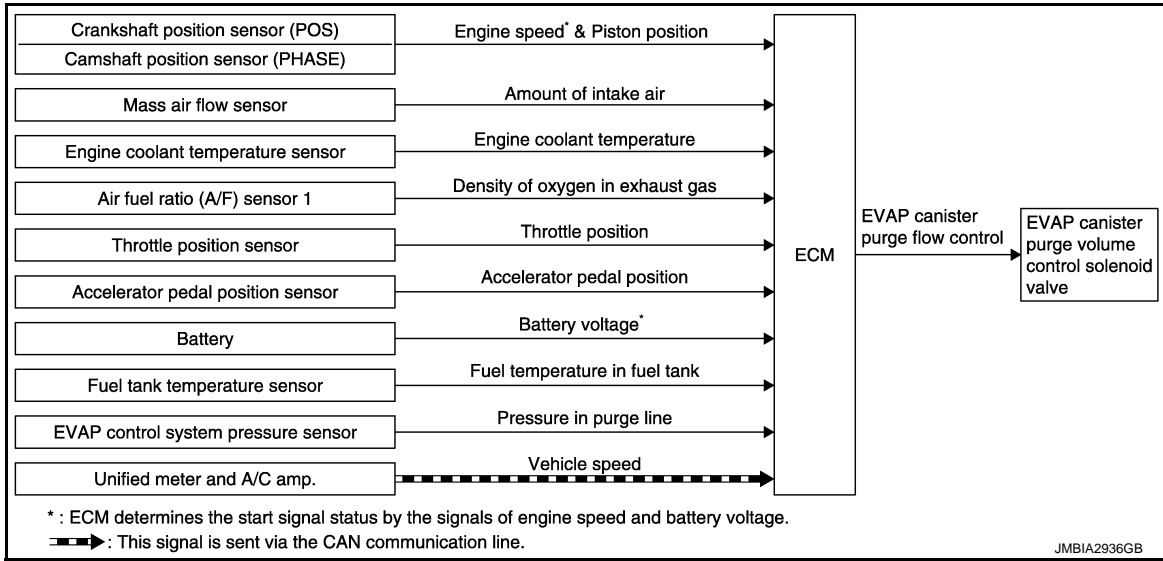 Crankshaft position sensor (POS)
Camshaft position sensor (PHASE)
Engine speed* & Piston position
Mass air flow sensor
Amount of intake air
Engine coolant temperature sensor
Engine coolant temperature
Air fuel ratio (A/F) sensor 1
Density of oxygen in exhaust gas
Throttle position sensor
Throttle position
Accelerator pedal position sensor
Accelerator pedal position
Battery
Battery voltage*
Fuel tank temperature sensor
Fuel temperature in fuel tank
EVAP control system pressure sensor
Pressure in purge line
Unified meter and A/C amp.
Vehicle speed
ECM
EVAP canister
purge flow control
EVAP canister
purge volume
control solenoid
valve
* : ECM determines the start signal status by the signals of engine speed and battery voltage.
: This signal is sent via the CAN communication line.
JMBIA2936GB